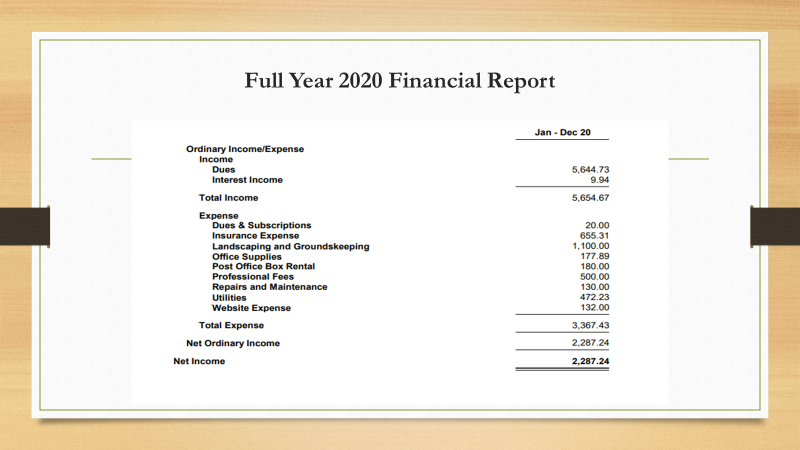 Full Year 2020 Financial Report
Jan - Dec 20
Ordinary Income/Expense
Income
Dues 5,644.73
Interest Income 9.94
Total Income 5,654.67
Expense
Dues & Subscriptions 20.00
Insurance Expense 655.31
Landscaping and Groundskeeping 1,100.00
Office Supplies 177.89
Post Office Box Rental 180.00
Professional Fees 500.00
Repairs and Maintenance 130.00
Utilities 472.23
Website Expense 132.00
Total Expense 3,367.43
Net Ordinary Income 2,287.24
Net Income 2,287.24